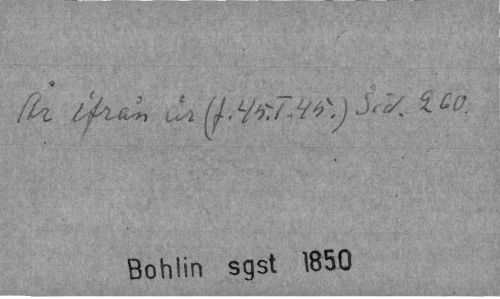 År ifrån år (f. 45. I. 45.) Sid. 260.
Bohlin sgst 1850